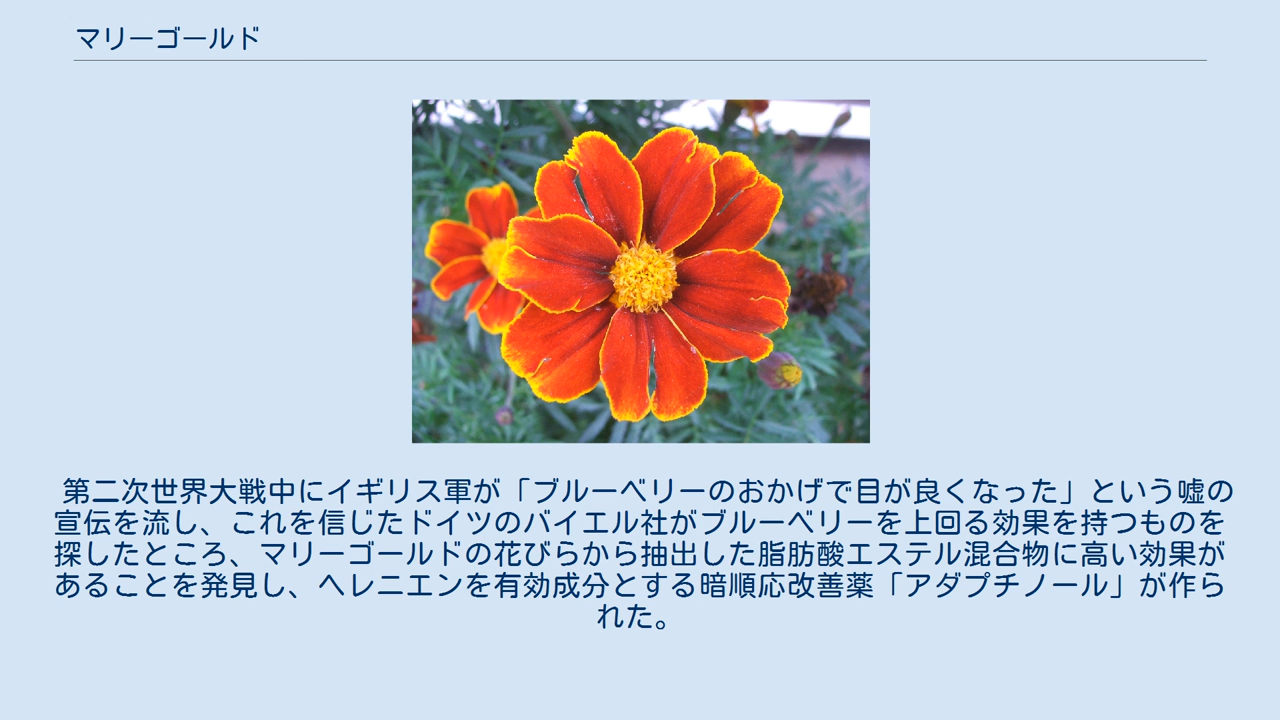 マリーゴールド
第二次世界大戦中にイギリス軍が「ブルーベリーのおかげで目が良くなった」という嘘の
宣伝を流し、これを信じたドイツのバイエル社がブルーベリーを上回る効果を持つものを
探したところ、マリーゴールドの花びらから抽出した脂肪酸エステル混合物に高い効果が
あることを発見し、ヘレニエンを有効成分とする暗順応改善薬「アダプチノール」が作ら
れた。